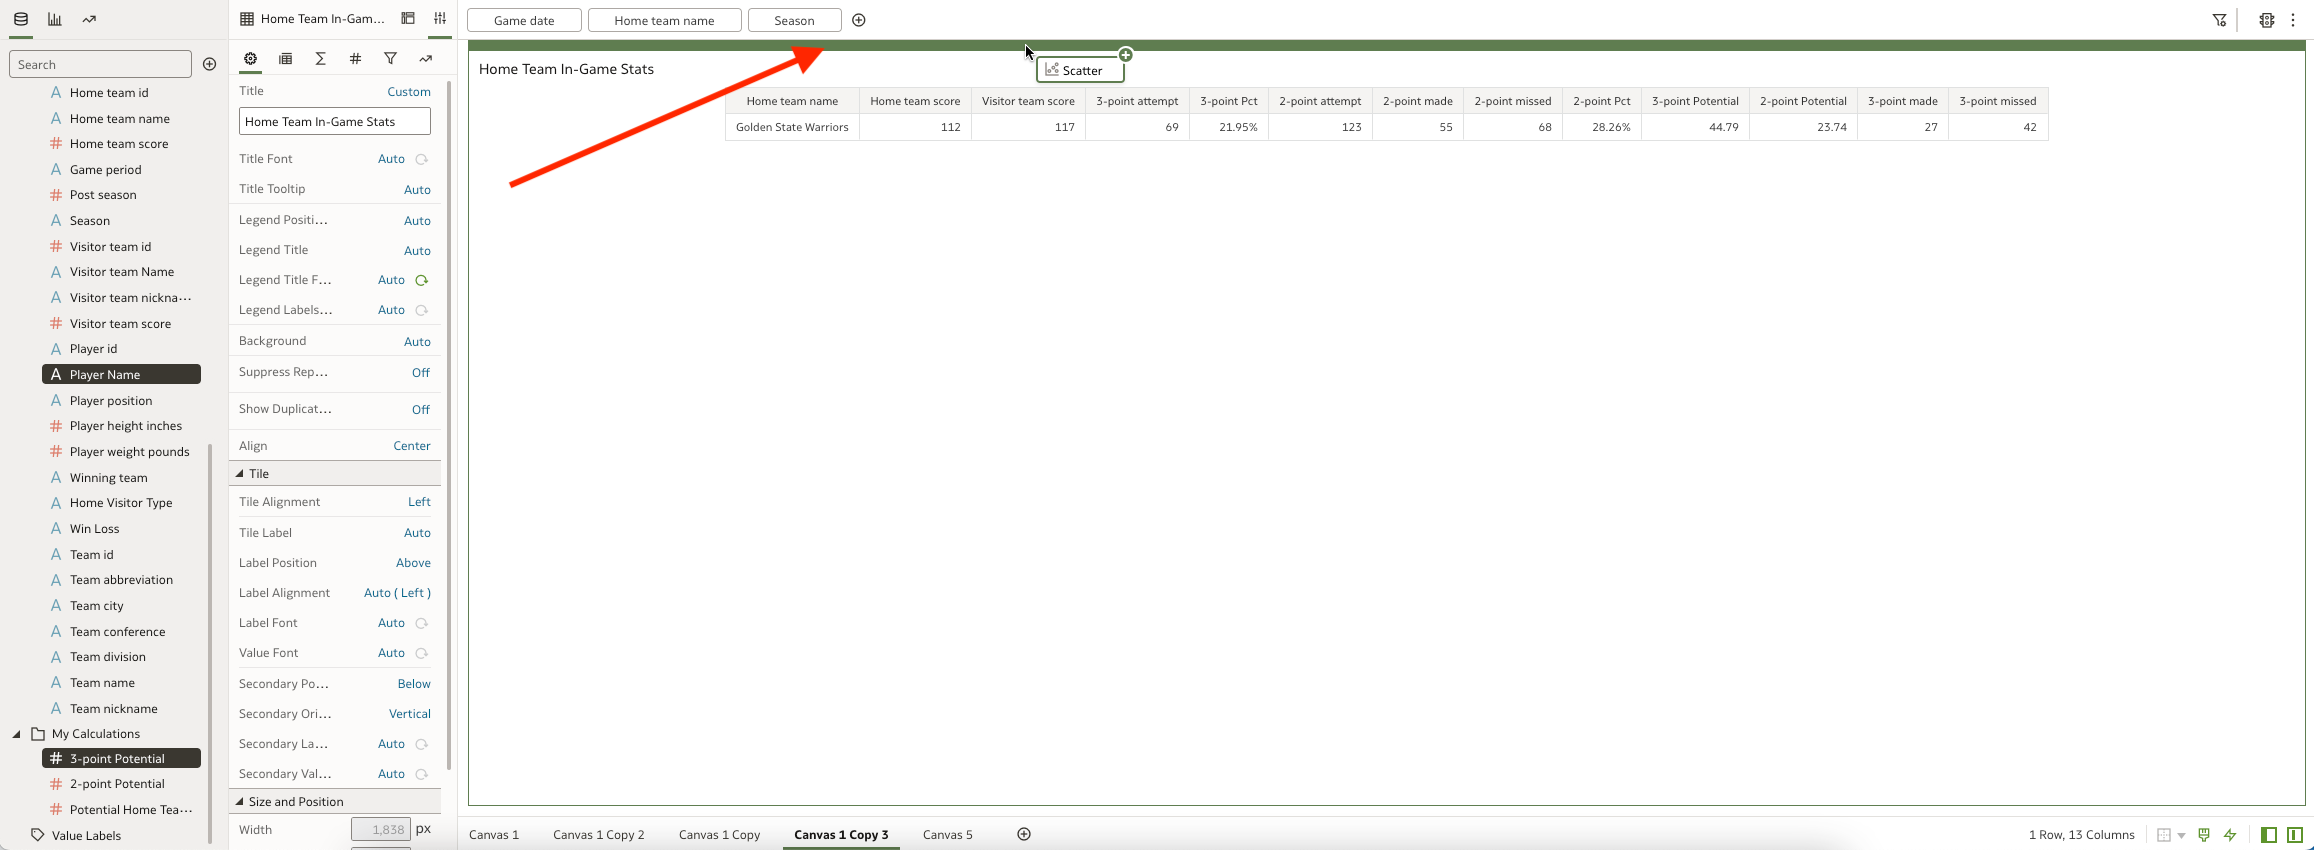 Search
Home team id
Home team name
Home team score
Game period
Post season
Season
Visitor team id
Visitor team Name
Visitor team nickna...
Visitor team score
Player id
Player Name
Player position
Player height inches
Player weight pounds
Winning team
Home Visitor Type
Win Loss
Team id
Team abbreviation
Team city
Team conference
Team division
Team name
Team nickname
My Calculations
3-point Potential
2-point Potential
Potential Home Tea...
Value Labels
Home Team In-Gam...
Title Custom
Home Team In-Game Stats
Title Font Auto
Title Tooltip Auto
Legend Positi... Auto
Legend Title Auto
Legend Title F... Auto
Legend Labels... Auto
Background Auto
Suppress Rep... Off
Show Duplicat... Off
Align Center
Tile
Tile Alignment Left
Tile Label Auto
Label Position Above
Label Alignment Auto ( Left )
Label Font Auto
Value Font Auto
Secondary Po... Below
Secondary Ori... Vertical
Secondary La... Auto
Secondary Val... Auto
Size and Position
Width 1,838 px
Game date Home team name Season
Home Team In-Game Stats
Scatter
Home team name Home team score Visitor team score 3-point attempt 3-point Pct 2-point attempt 2-point made 2-point missed 2-point Pct 3-point Potential 2-point Potential 3-point made 3-point missed
Golden State Warriors 112 117 69 21.95% 123 55 68 28.26% 44.79 23.74 27 42
Canvas 1 Canvas 1 Copy 2 Canvas 1 Copy Canvas 1 Copy 3 Canvas 5
1 Row, 13 Columns